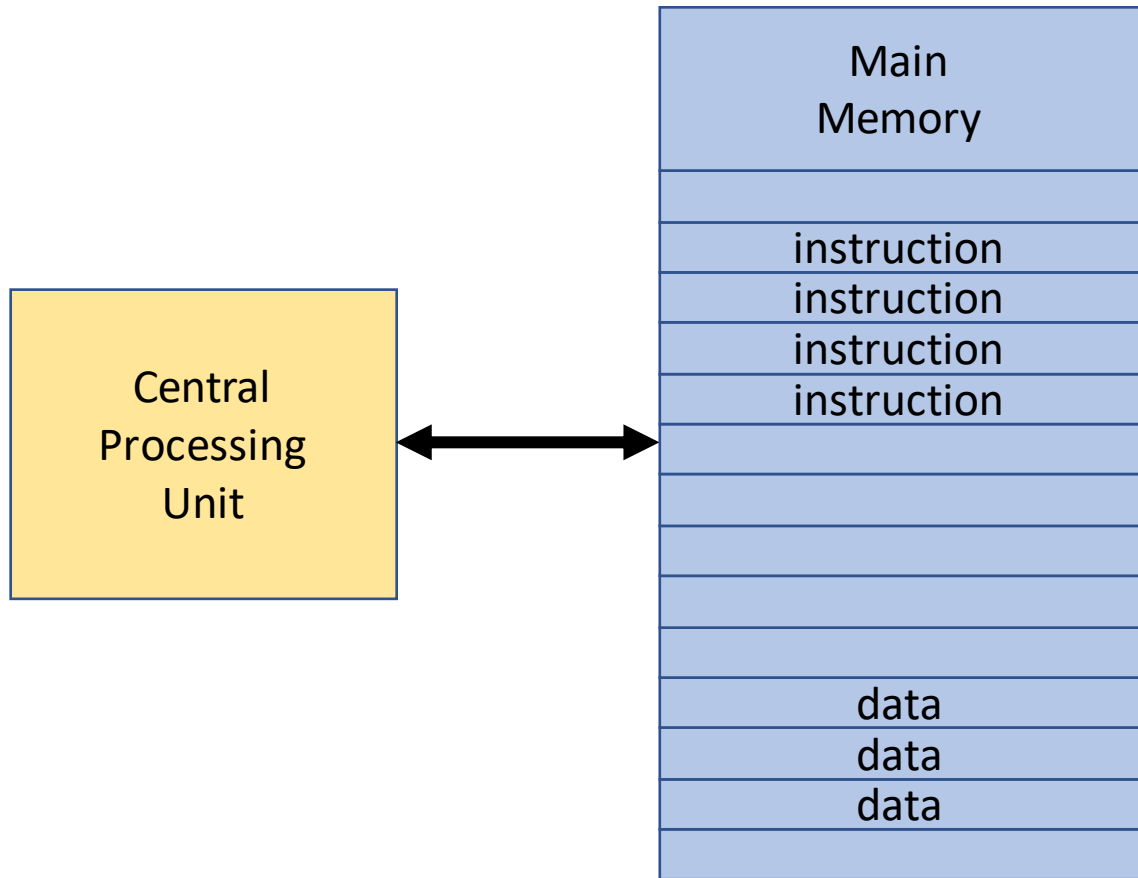 Main
Memory
instruction
instruction
instruction
instruction
Central
Processing
Unit
data
data
data